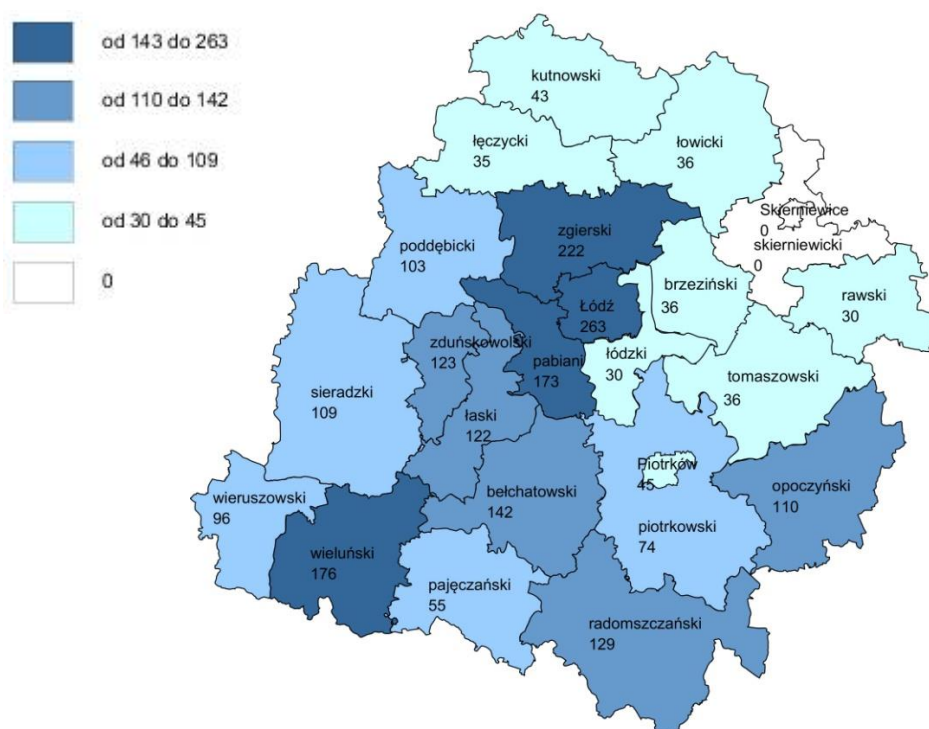 od 143 do 263
od 110 do 142
od 46 do 109
od 30 do 45
0
kutnowski
43
łęczycki
35
łowicki
36
Skierniewice
0
skierniewicki
0
zgierski
222
poddębicki
103
brzeziński
36
rawski
30
Łódź
263
zduńskowolski
123
pabiani
173
łódzki
30
tomaszowski
36
sieradzki
109
łaski
122
Piotrków
45
opoczyński
110
wieruszowski
96
bełchatowski
142
piotrkowski
74
wieluński
176
pajęczański
55
radomszczański
129